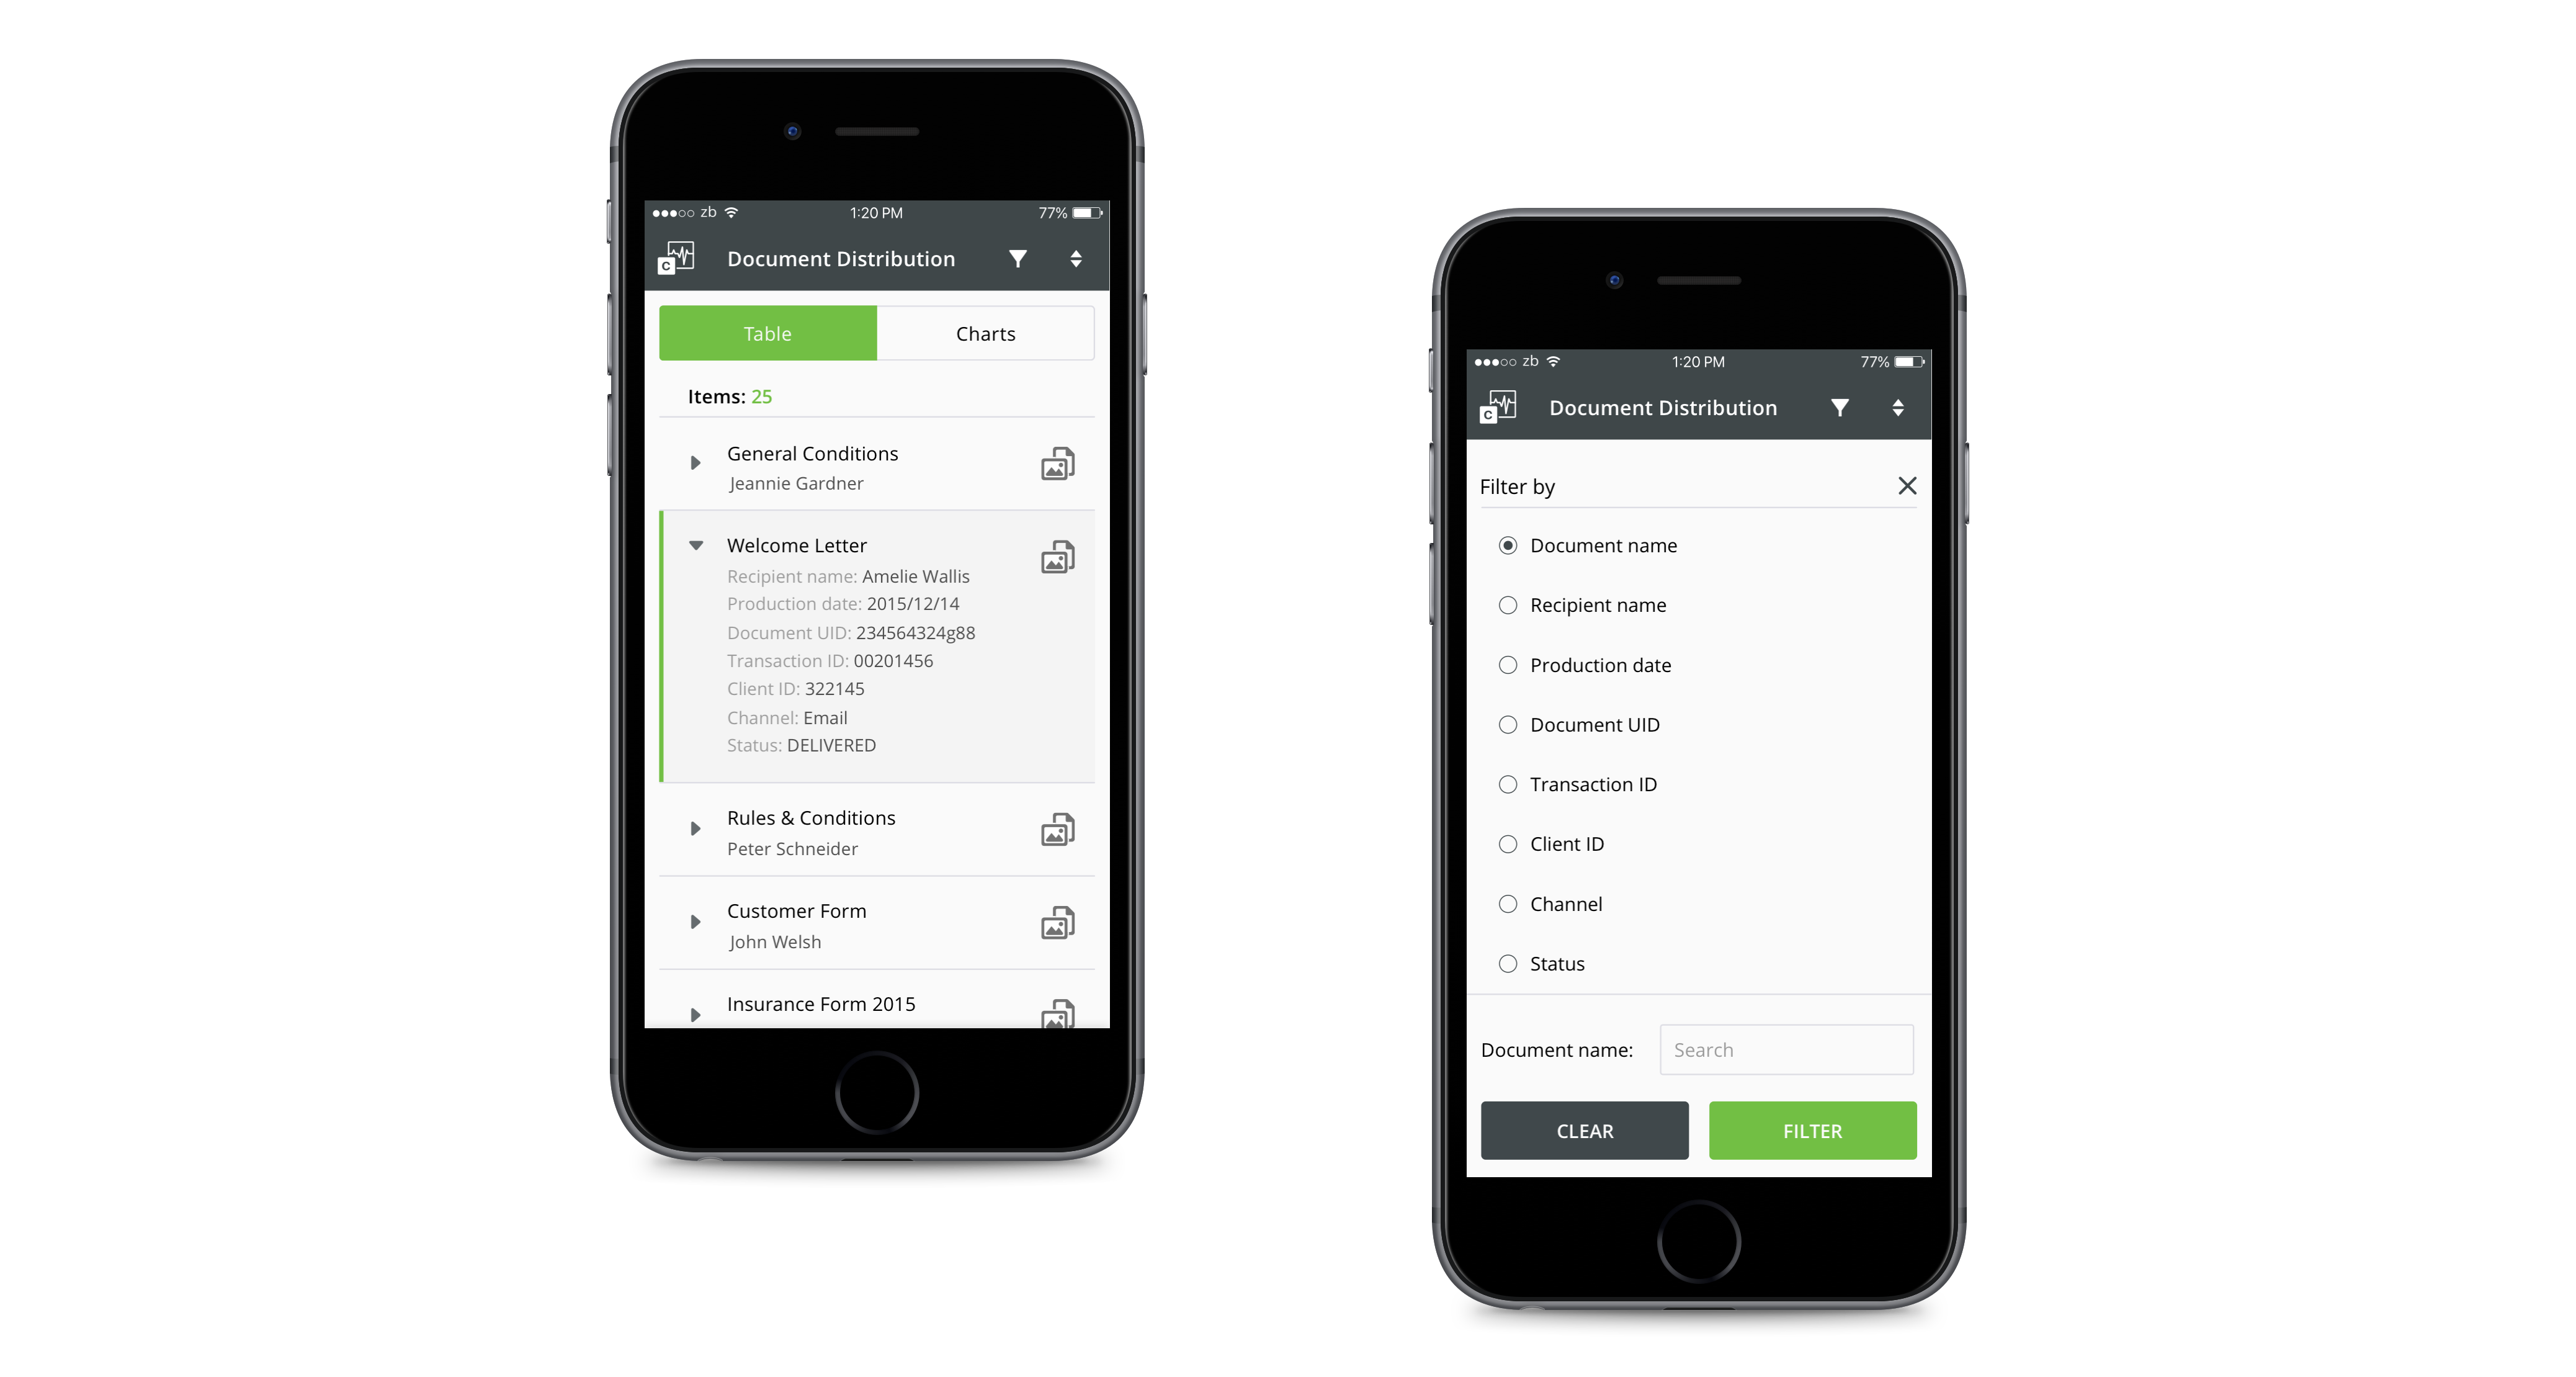 zb 1:20 PM 77%
C Document Distribution
Table Charts
Items: 25
General Conditions
Jeannie Gardner
Welcome Letter
Recipient name: Amelie Wallis
Production date: 2015/12/14
Document UID: 234564324g88
Transaction ID: 00201456
Client ID: 322145
Channel: Email
Status: DELIVERED
Rules & Conditions
Peter Schneider
Customer Form
John Welsh
Insurance Form 2015
zb 1:20 PM 77%
C Document Distribution
Filter by
Document name
Recipient name
Production date
Document UID
Transaction ID
Client ID
Channel
Status
Document name: Search
CLEAR FILTER